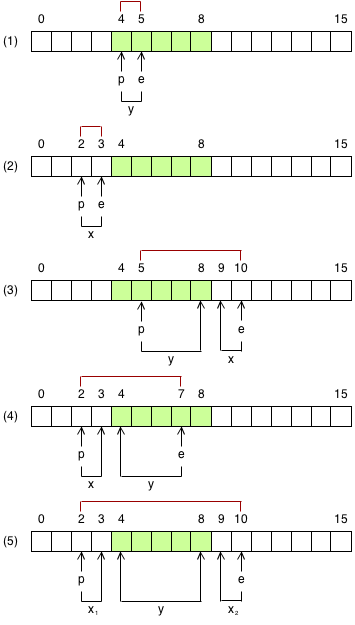 0 4 5 8 15
(1)
p e
y
0 2 3 4 8 15
(2)
p e
x
0 4 5 8 9 10 15
(3)
p e
y x
0 2 3 4 7 8 15
(4)
p e
x y
0 2 3 4 8 9 10 15
(5)
p e
x₁ y x₂